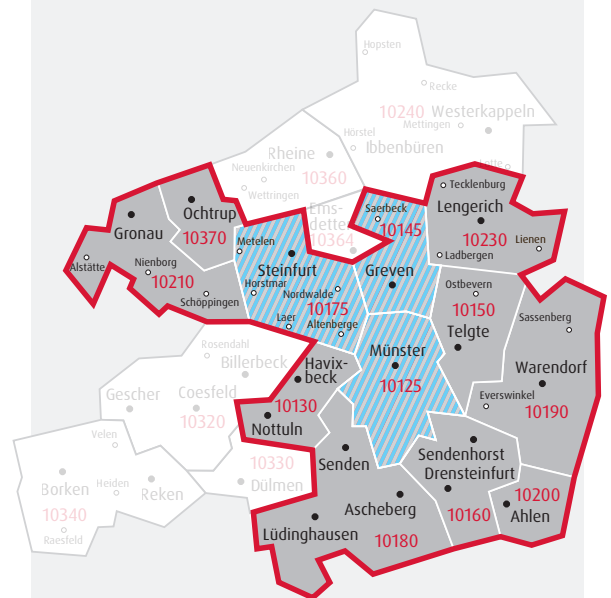 Hopsten
Recke
10240 Westerkappeln
Mettingen
Hörstel
Ibbenbüren
Lotte
Rheine
10360
Neuenkirchen
Wettringen
Tecklenburg
Lengerich
10230
Lienen
Ladbergen
Ochtrup
10370
Gronau
Alstätte
Nienborg
10210
Schöppingen
Ems-
detten
10364
Saerbeck
10145
Greven
Metelen
Steinfurt
Horstmar
Nordwalde
10175
Laer
Altenberge
Ostbevern
10150
Telgte
Sassenberg
Warendorf
Everswinkel
10190
Münster
10125
Rosendahl
Billerbeck
Gescher
Coesfeld
10320
Havix-
beck
10130
Nottuln
Velen
Borken
10340
Heiden
Reken
Raesfeld
10330
Dülmen
Senden
Ascheberg
Lüdinghausen
10180
Sendenhorst
Drensteinfurt
10160
10200
Ahlen